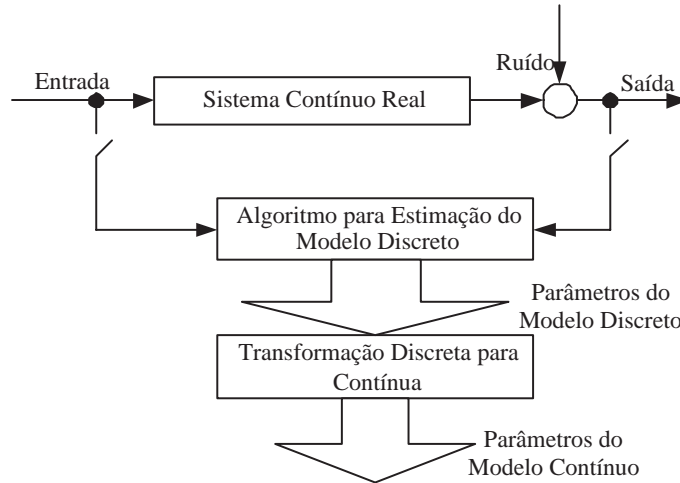 Ruído
Entrada
Saída
Sistema Contínuo Real
Algoritmo para Estimação do
Modelo Discreto
Parâmetros do
Modelo Discreto
Transformação Discreta para
Contínua
Parâmetros do
Modelo Contínuo